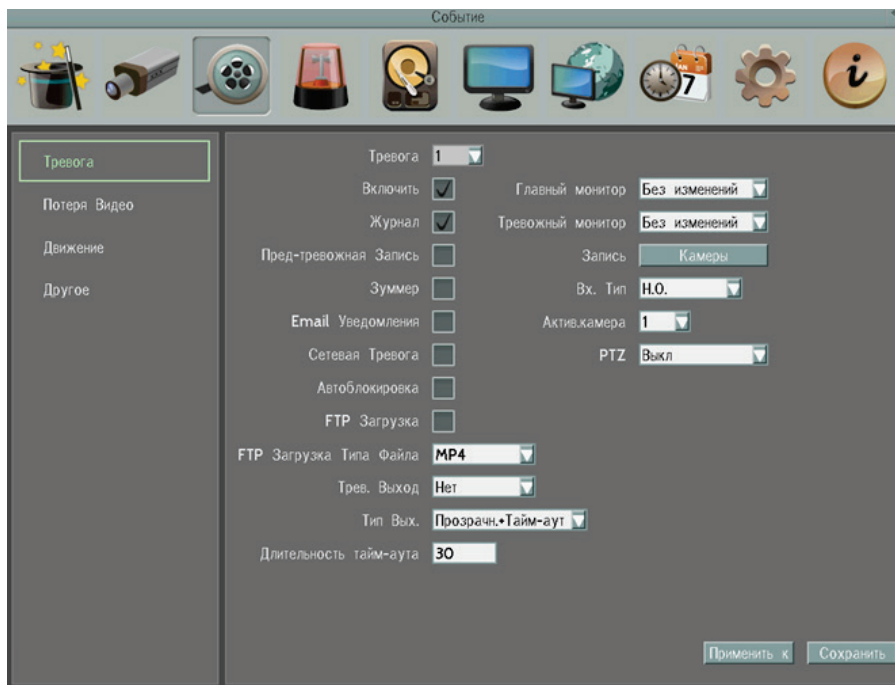 Событие
7
i
Тревога
Потеря Видео
Движение
Другое
Тревога 1
Включить
Журнал
Пред-тревожная Запись
Зуммер
Email Уведомления
Сетевая Тревога
Автоблокировка
FTP Загрузка
FTP Загрузка Типа Файла MP4
Трев. Выход Нет
Тип Вых. Прозрачн.+Тайм-аут
Длительность тайм-аута 30
Главный монитор Без изменений
Тревожный монитор Без изменений
Запись Камеры
Вх. Тип Н.О.
Актив.камера 1
PTZ Выкл
Применить к
Сохранить